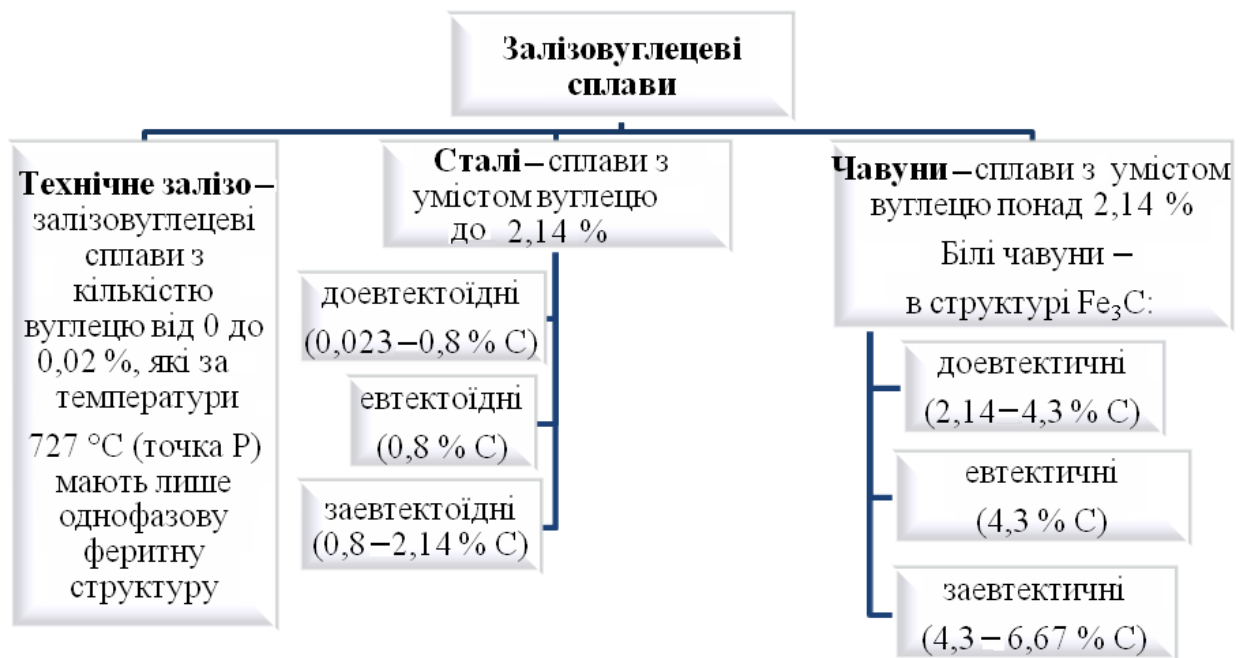 Залізовуглецеві
сплави
Технічне залізо –
залізовуглецеві
сплави з
кількістю
вуглецю від 0 до
0,02 %, які за
температури
727 °С (точка Р)
мають лише
однофазову
феритну
структуру
Сталі – сплави з
умістом вуглецю
до 2,14 %
доевтектоїдні
(0,023–0,8 % С)
евтектоїдні
(0,8 % С)
заевтектоїдні
(0,8–2,14 % С)
Чавуни – сплави з умістом
вуглецю понад 2,14 %
Білі чавуни –
в структурі Fe₃C:
доевтектичні
(2,14–4,3 % С)
евтектичні
(4,3 % С)
заевтектичні
(4,3–6,67 % С)